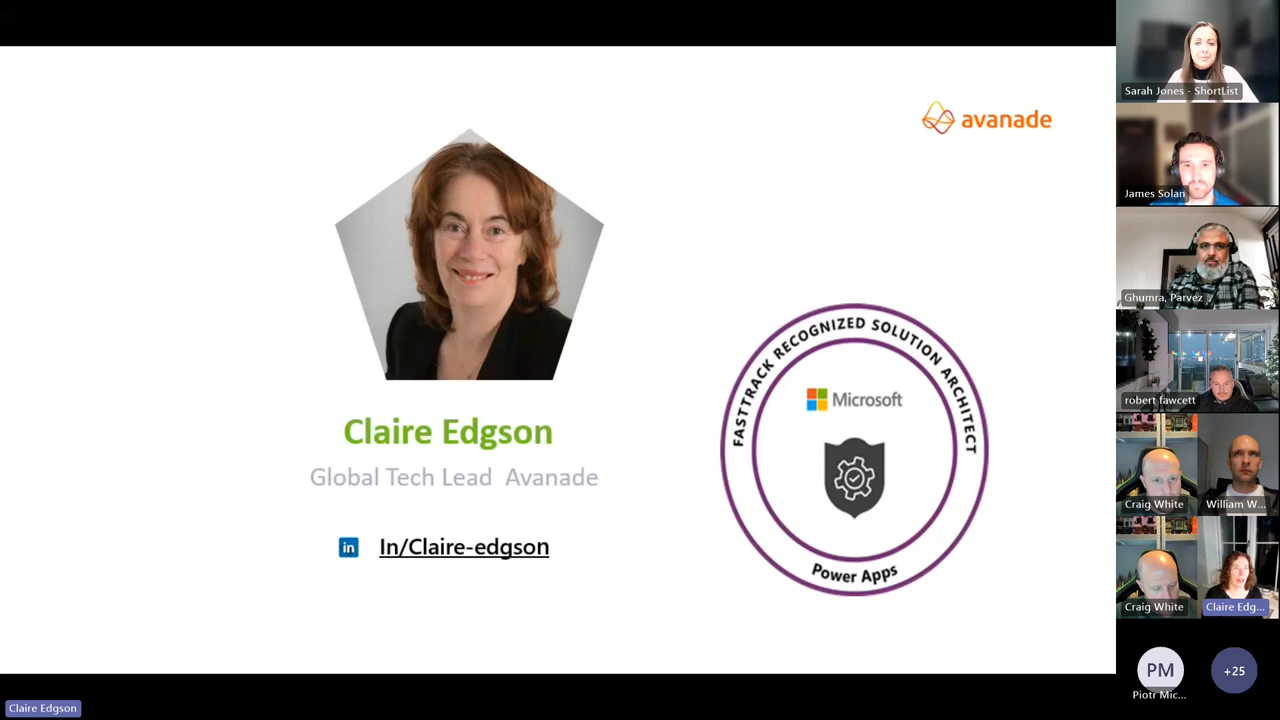 avanade
Claire Edgson
Global Tech Lead Avanade
in
In/Claire-edgson
FASTTRACK RECOGNIZED SOLUTION ARCHITECT
Microsoft
Power Apps
Claire Edgson
Sarah Jones - ShortList
James Solan
Ghumra, Parvez
robert fawcett
Craig White
William W...
Craig White
Claire Edg...
PM
Piotr Mic...
+25